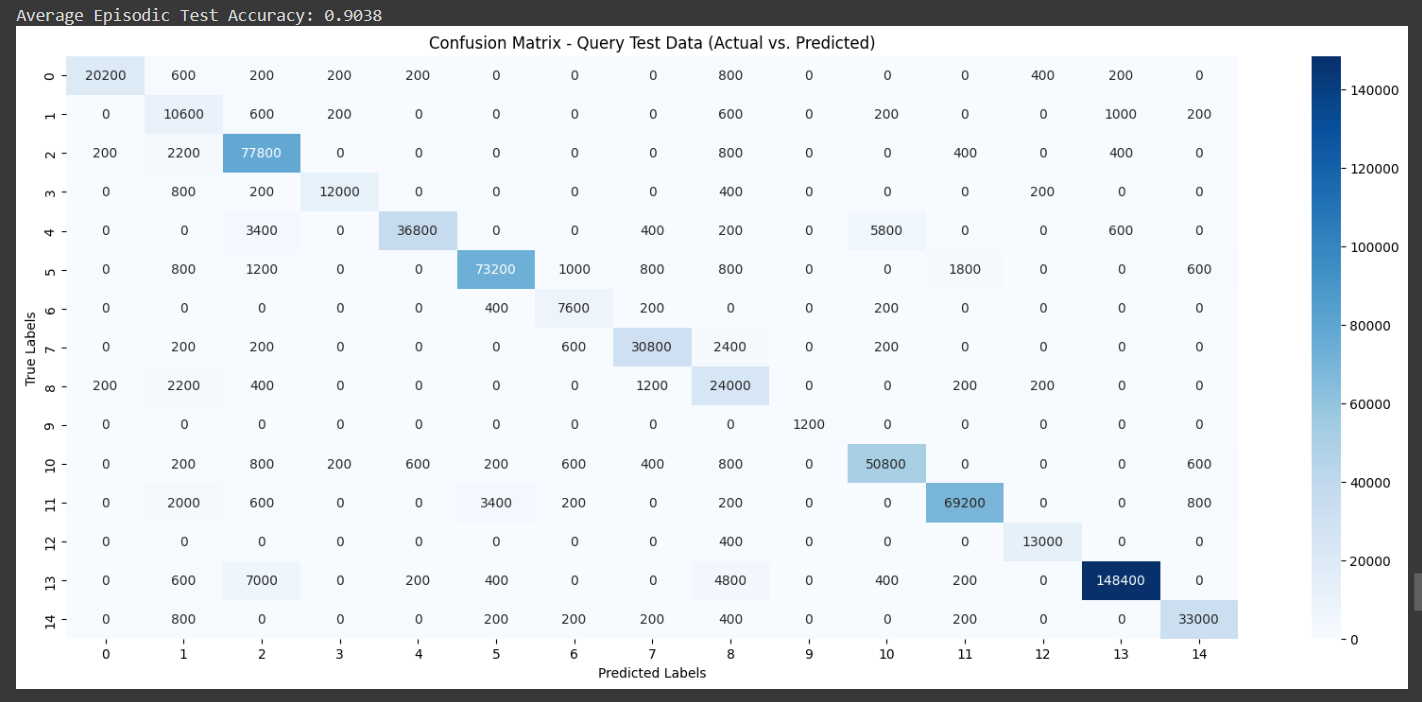 Average Episodic Test Accuracy: 0.9038
Confusion Matrix - Query Test Data (Actual vs. Predicted)
0 20200 600 200 200 200 0 0 0 800 0 0 0 400 200 0
1 0 10600 600 200 0 0 0 0 600 0 200 0 0 1000 200
2 200 2200 77800 0 0 0 0 0 800 0 0 400 0 400 0
3 0 800 200 12000 0 0 0 0 400 0 0 0 200 0 0
4 0 0 3400 0 36800 0 0 400 200 0 5800 0 0 600 0
5 0 800 1200 0 0 73200 1000 800 800 0 0 1800 0 0 600
6 0 0 0 0 0 400 7600 200 0 0 200 0 0 0 0
7 0 200 200 0 0 0 600 30800 2400 0 200 0 0 0 0
8 200 2200 400 0 0 0 0 1200 24000 0 0 200 200 0 0
9 0 0 0 0 0 0 0 0 0 1200 0 0 0 0 0
10 0 200 800 200 600 200 600 400 800 0 50800 0 0 0 600
11 0 2000 600 0 0 3400 200 0 200 0 0 69200 0 0 800
12 0 0 0 0 0 0 0 0 400 0 0 0 13000 0 0
13 0 600 7000 0 200 400 0 0 4800 0 400 200 0 148400 0
14 0 800 0 0 0 200 200 200 400 0 0 200 0 0 33000
0 1 2 3 4 5 6 7 8 9 10 11 12 13 14
Predicted Labels
True Labels
140000
120000
100000
80000
60000
40000
20000
0